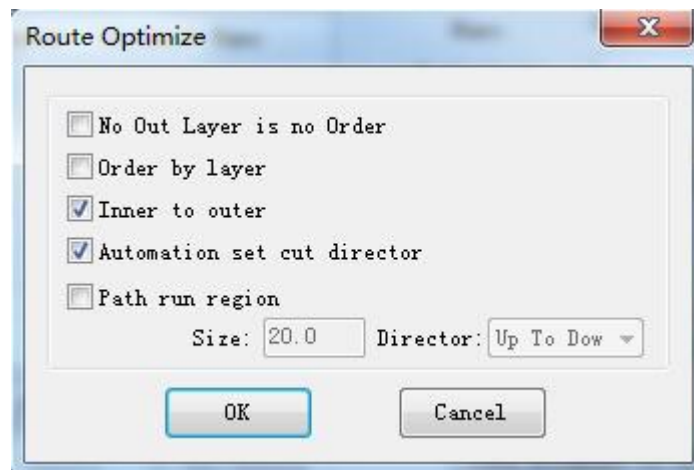 Route Optimize
No Out Layer is no Order
Order by layer
Inner to outer
Automation set cut director
Path run region
Size: 20.0 Director: Up To Dow
OK Cancel